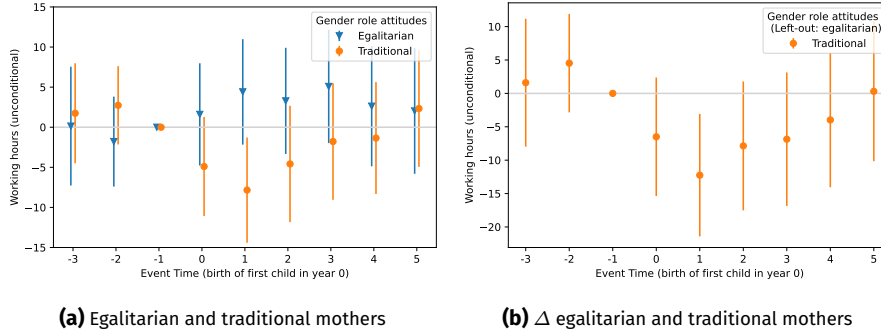 Gender role attitudes
Egalitarian
Traditional
15
10
5
0
−5
−10
−15
Working hours (unconditional)
-3 -2 -1 0 1 2 3 4 5
Event Time (birth of first child in year 0)
(a) Egalitarian and traditional mothers
Gender role attitudes
(Left-out: egalitarian)
Traditional
10
5
0
−5
−10
−15
−20
Working hours (unconditional)
-3 -2 -1 0 1 2 3 4 5
Event Time (birth of first child in year 0)
(b) Δ egalitarian and traditional mothers